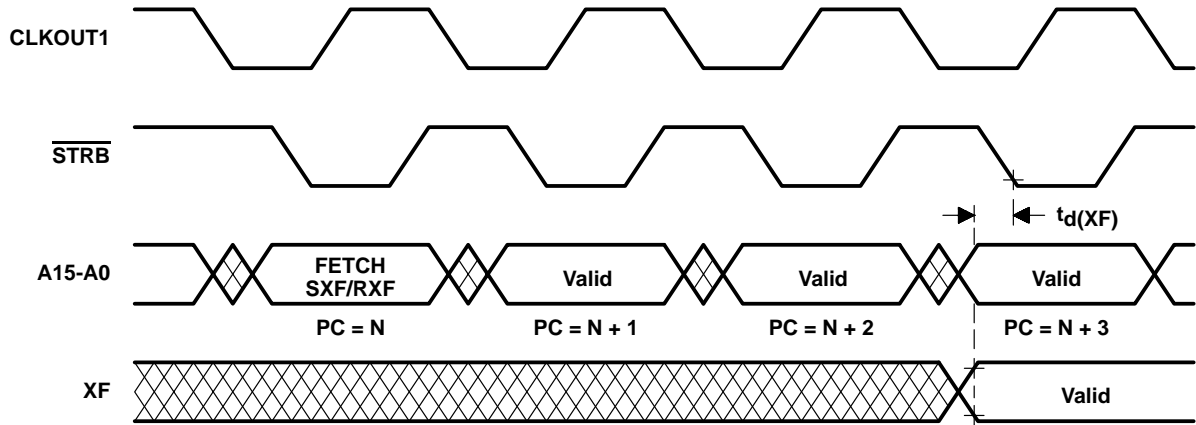 CLKOUT1
STRB
td(XF)
A15-A0
FETCH
SXF/RXF
Valid
Valid
Valid
PC = N
PC = N + 1
PC = N + 2
PC = N + 3
XF
Valid